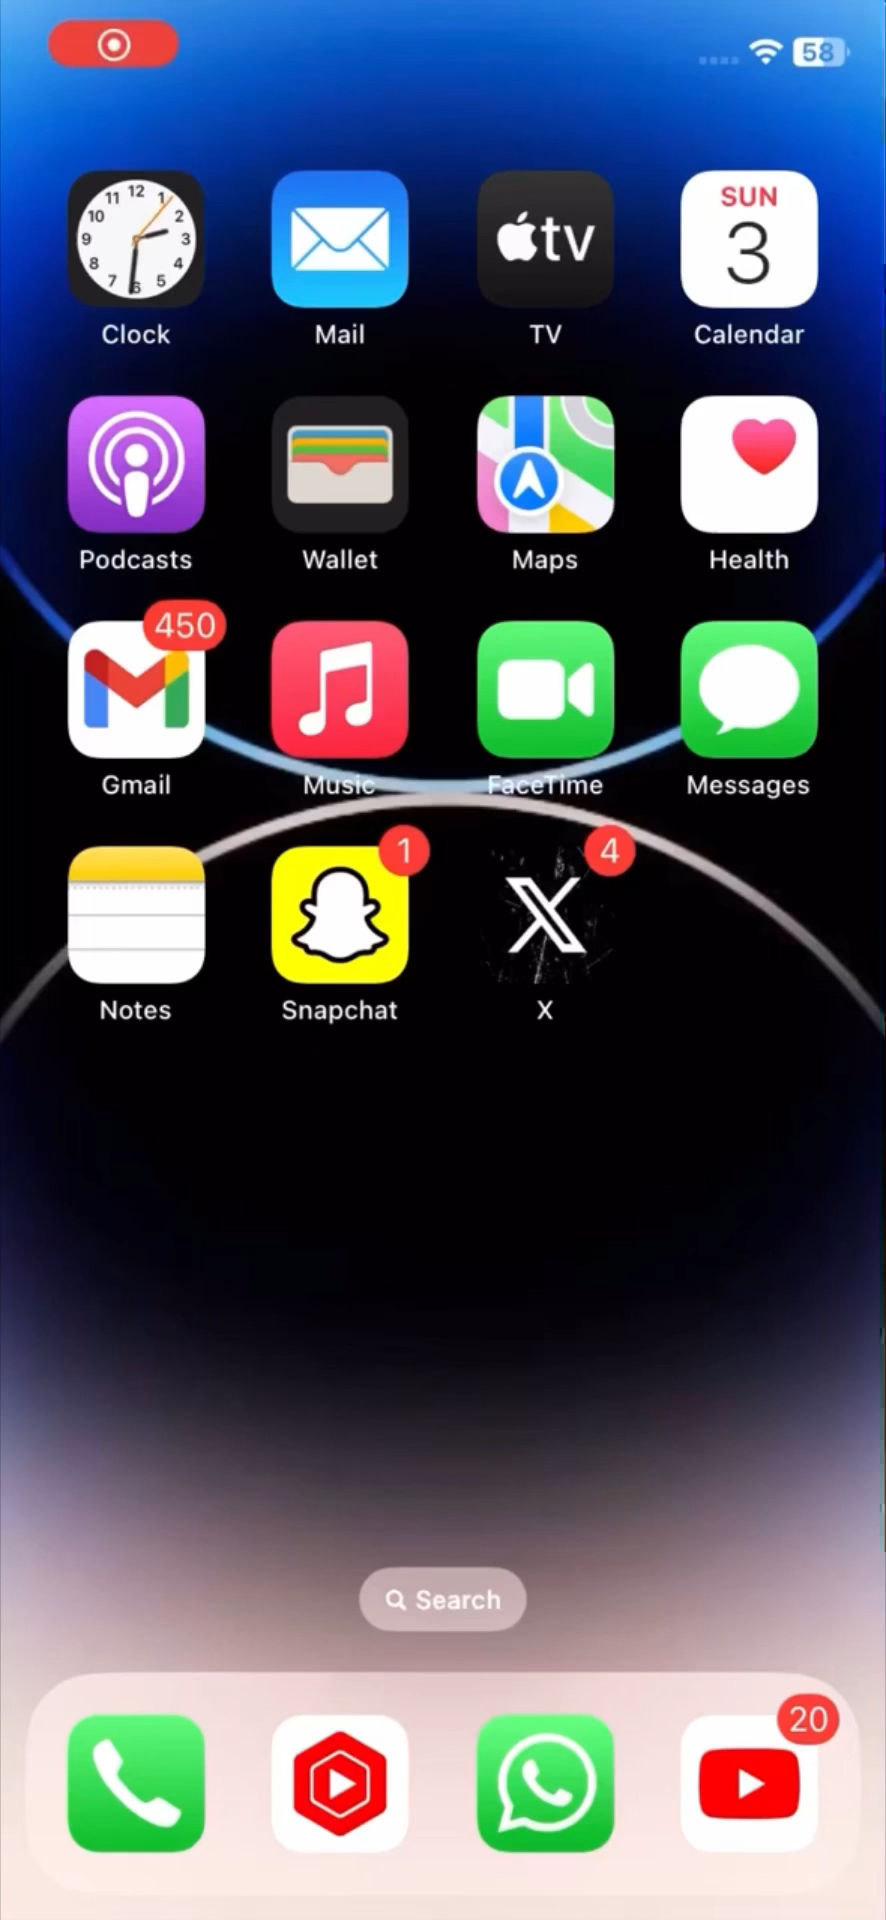 58
12
11 1
10 2
9 3
8 4
7 5
6
tv
SUN
3
Clock Mail TV Calendar
Podcasts Wallet Maps Health
450
Gmail Music FaceTime Messages
1 4
X
Notes Snapchat X
Search
20